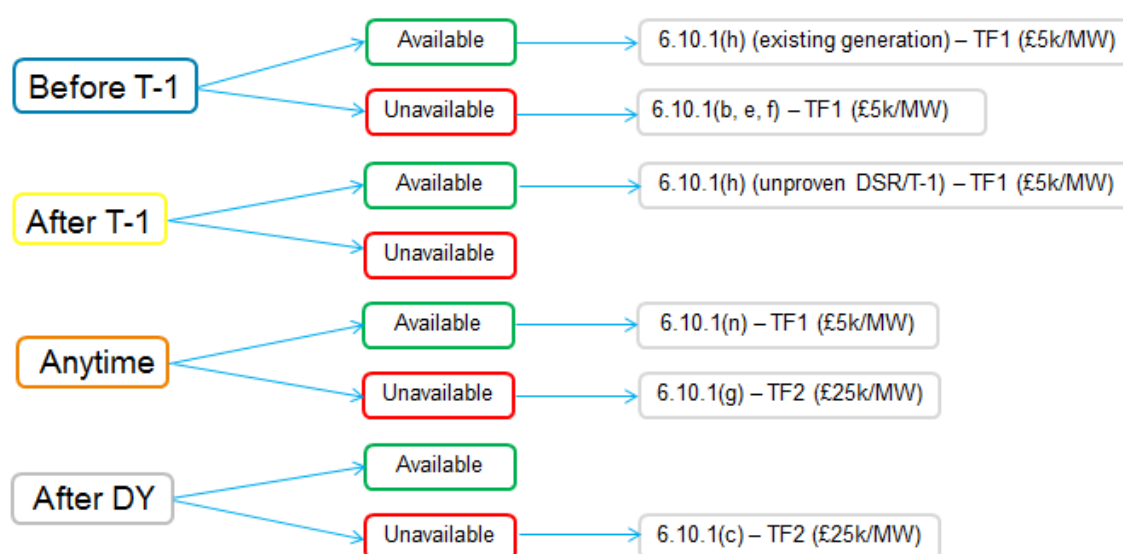 Before T-1
Available
6.10.1(h) (existing generation) – TF1 (£5k/MW)
Unavailable
6.10.1(b, e, f) – TF1 (£5k/MW)
After T-1
Available
6.10.1(h) (unproven DSR/T-1) – TF1 (£5k/MW)
Unavailable
Anytime
Available
6.10.1(n) – TF1 (£5k/MW)
Unavailable
6.10.1(g) – TF2 (£25k/MW)
After DY
Available
Unavailable
6.10.1(c) – TF2 (£25k/MW)